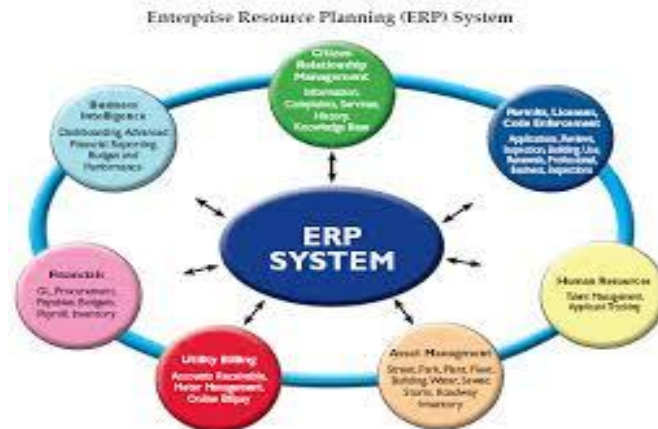 Enterprise Resource Planning (ERP) System
Citizen
Relationship
Management
Information,
Complaints, Services,
History,
Knowledge Base
Business
Intelligence
Dashboarding, Advanced
Financial Reporting,
Budget and
Performance
Permits, Licenses,
Code Enforcement
Applications, Reviews,
Inspection, Building, Use,
Renewals, Professional,
Business, Inspections
ERP
SYSTEM
Financials
GL, Procurement,
Payables, Budgets,
Payroll, Inventory
Human Resources
Talent Management,
Applicant Tracking
Utility Billing
Accounts Receivable,
Meter Management,
Online Billpay
Asset Management
Street, Park, Plant, Fleet,
Building, Water, Sewer,
Storm, Roadway
Inventory